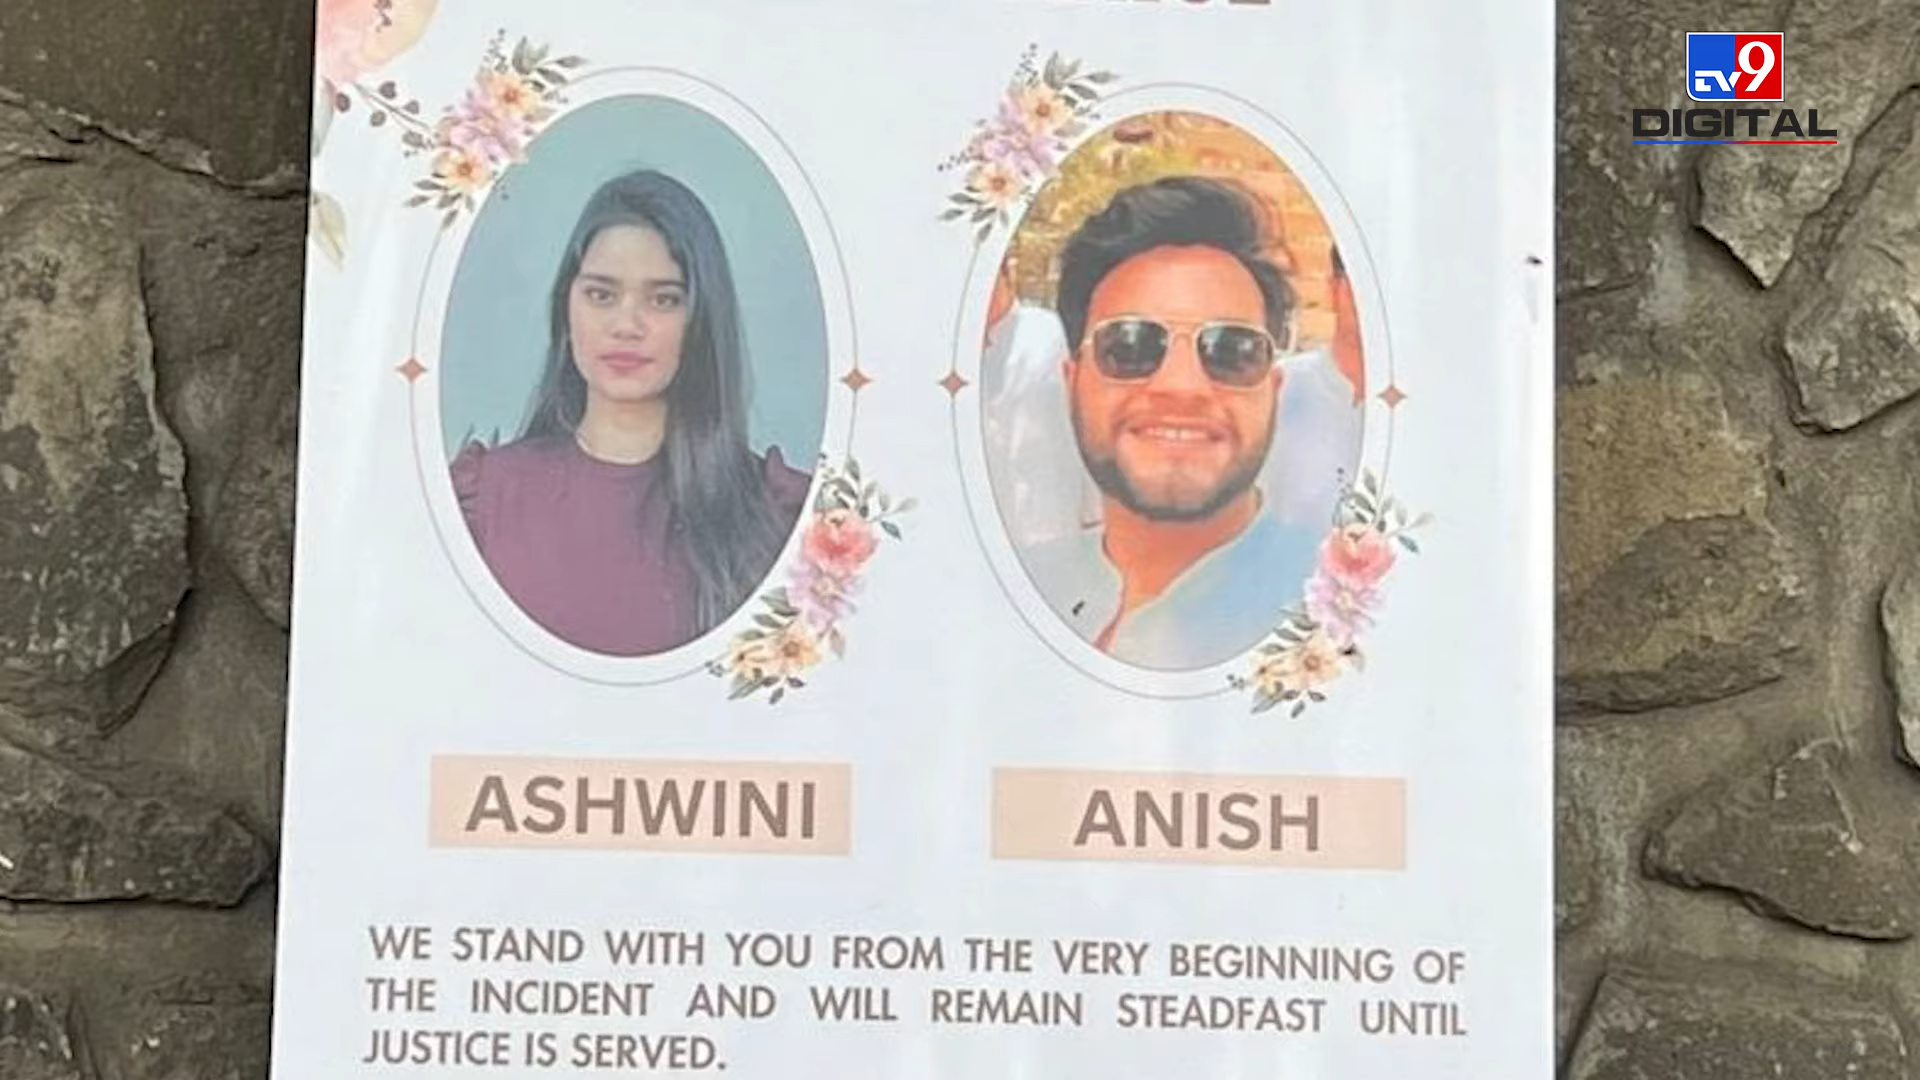 TV9
DIGITAL
ASHWINI
ANISH
WE STAND WITH YOU FROM THE VERY BEGINNING OF
THE INCIDENT AND WILL REMAIN STEADFAST UNTIL
JUSTICE IS SERVED.